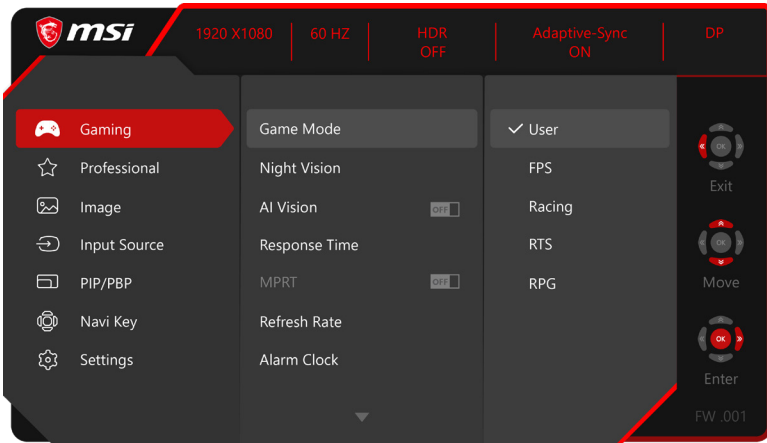 msi
1920 X1080
60 HZ
HDR
OFF
Adaptive-Sync
ON
DP
Gaming
Professional
Image
Input Source
PIP/PBP
Navi Key
Settings
Game Mode
Night Vision
AI Vision
OFF
Response Time
MPRT
OFF
Refresh Rate
Alarm Clock
User
FPS
Racing
RTS
RPG
OK
Exit
OK
Move
OK
Enter
FW .001